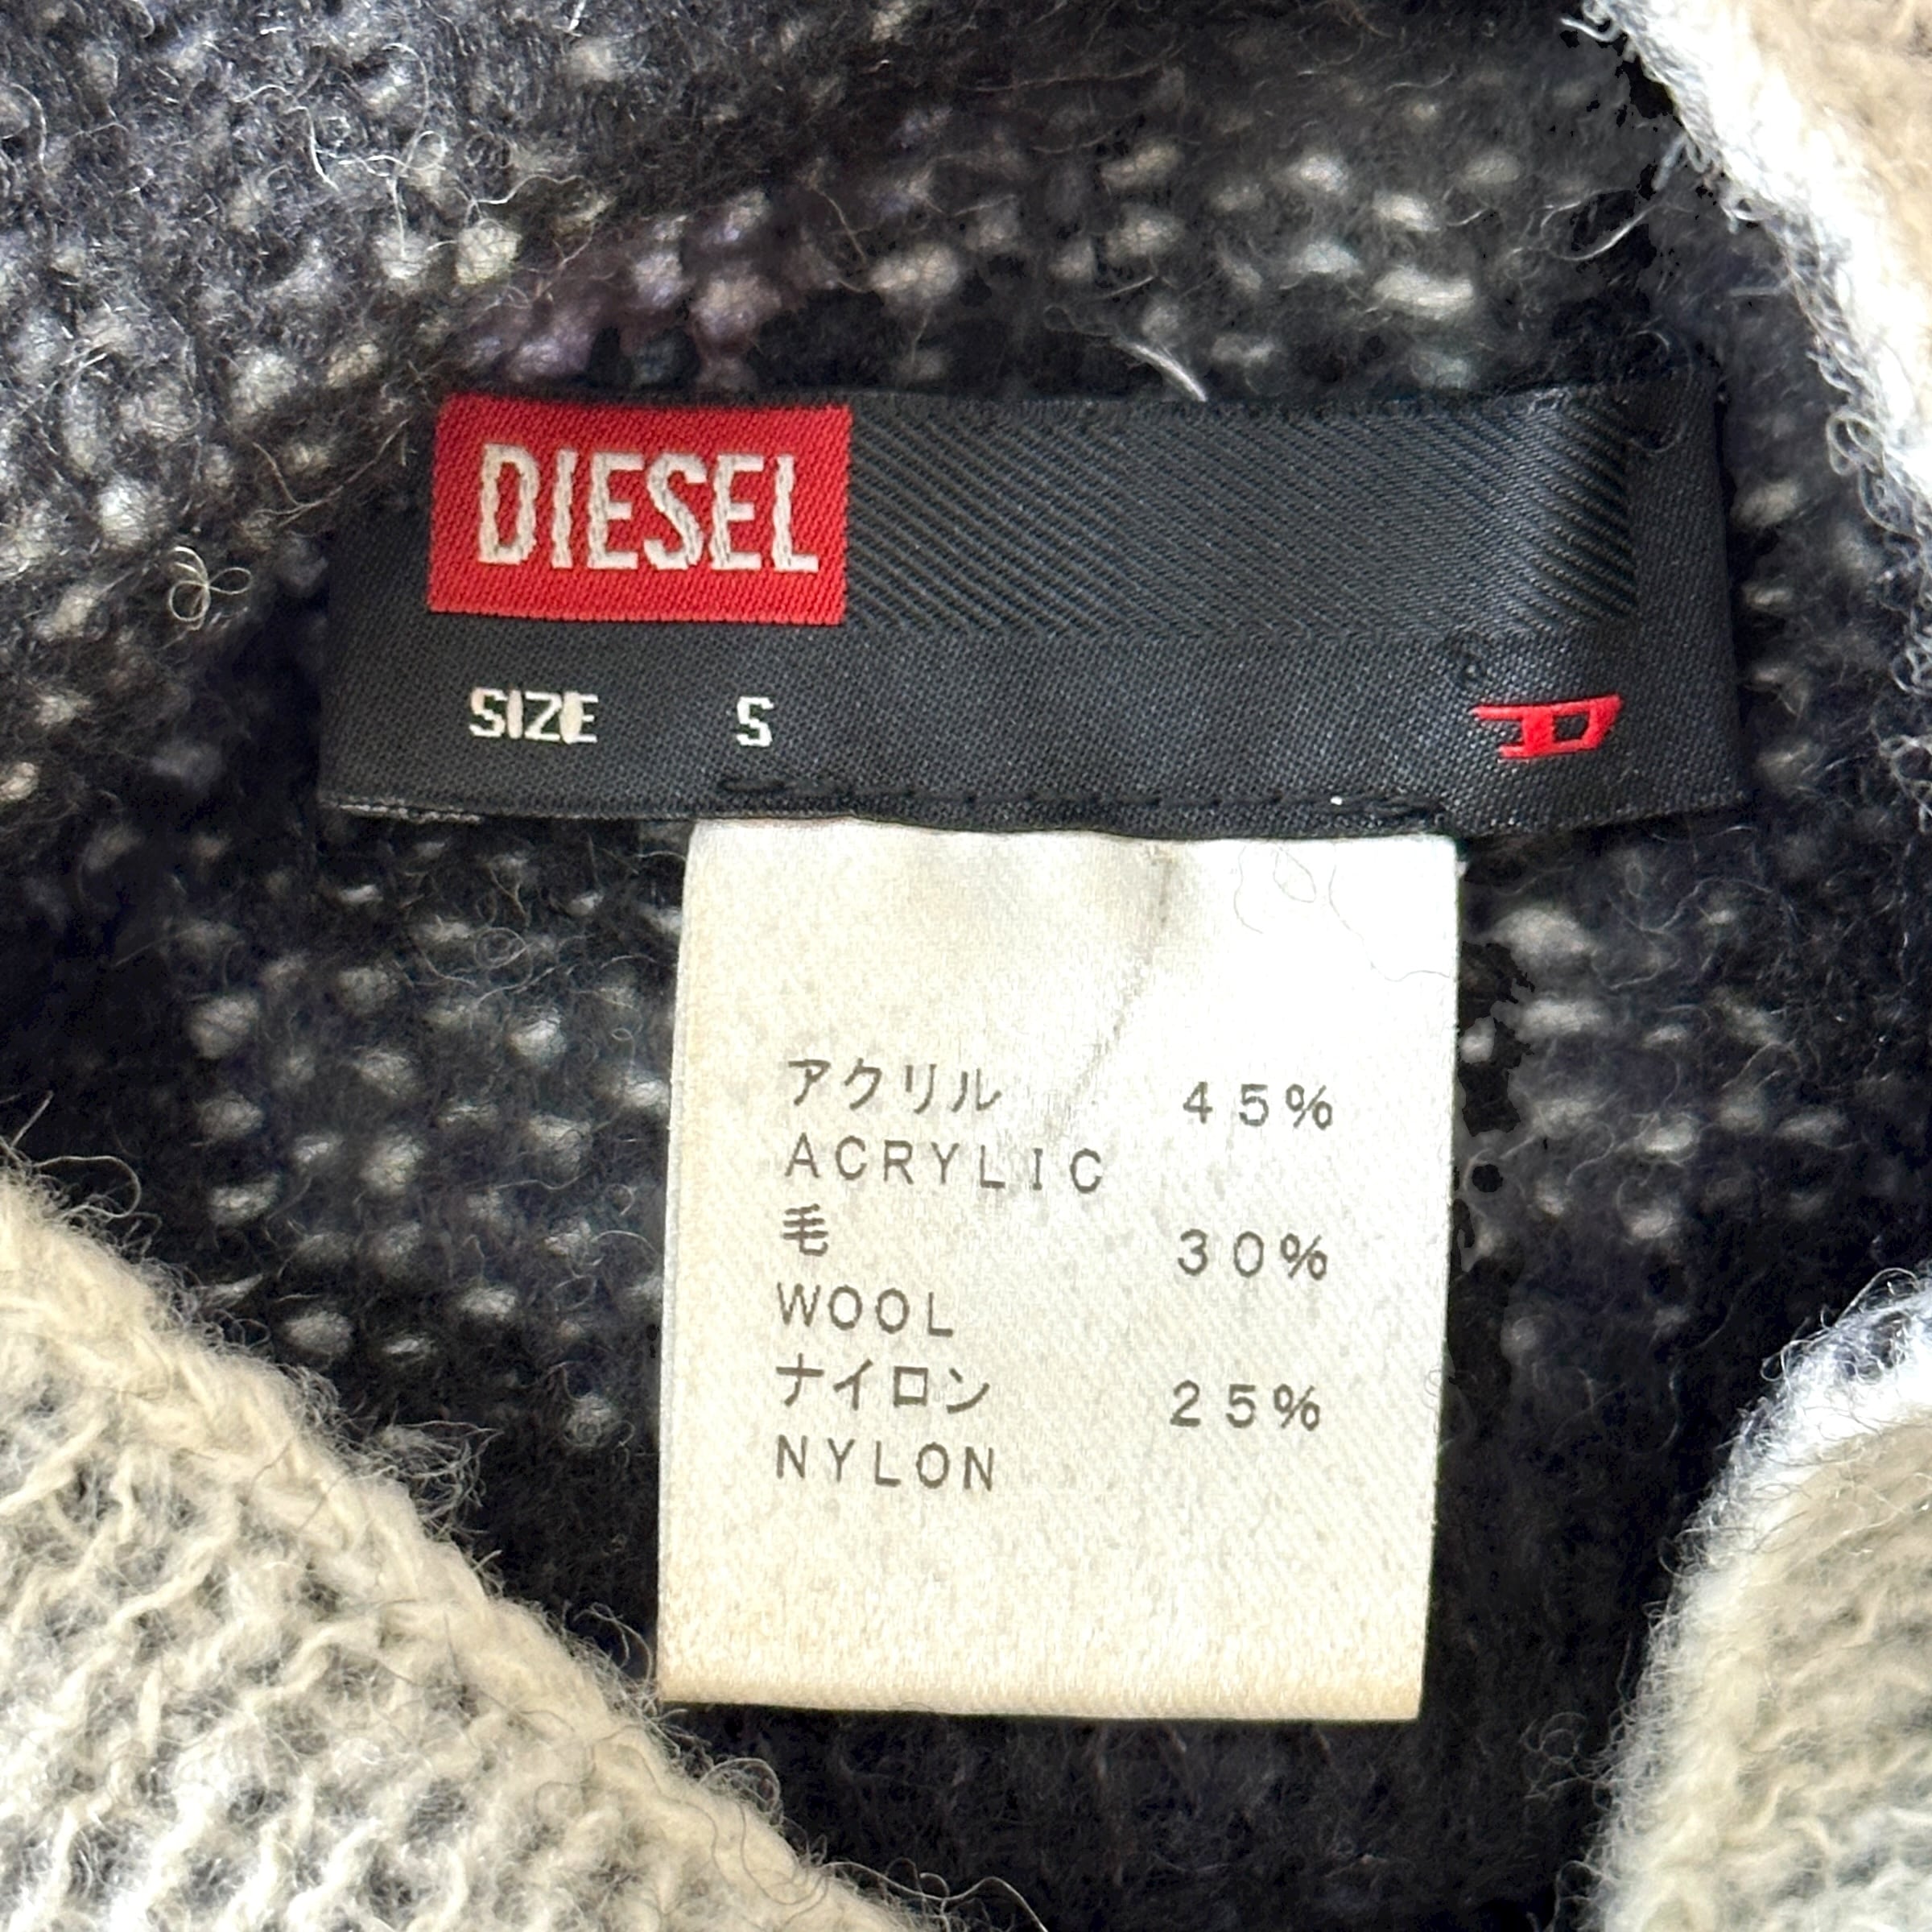 DIESEL
SIZE S
アクリル 45%
ACRYLIC
毛 30%
WOOL
ナイロン 25%
NYLON